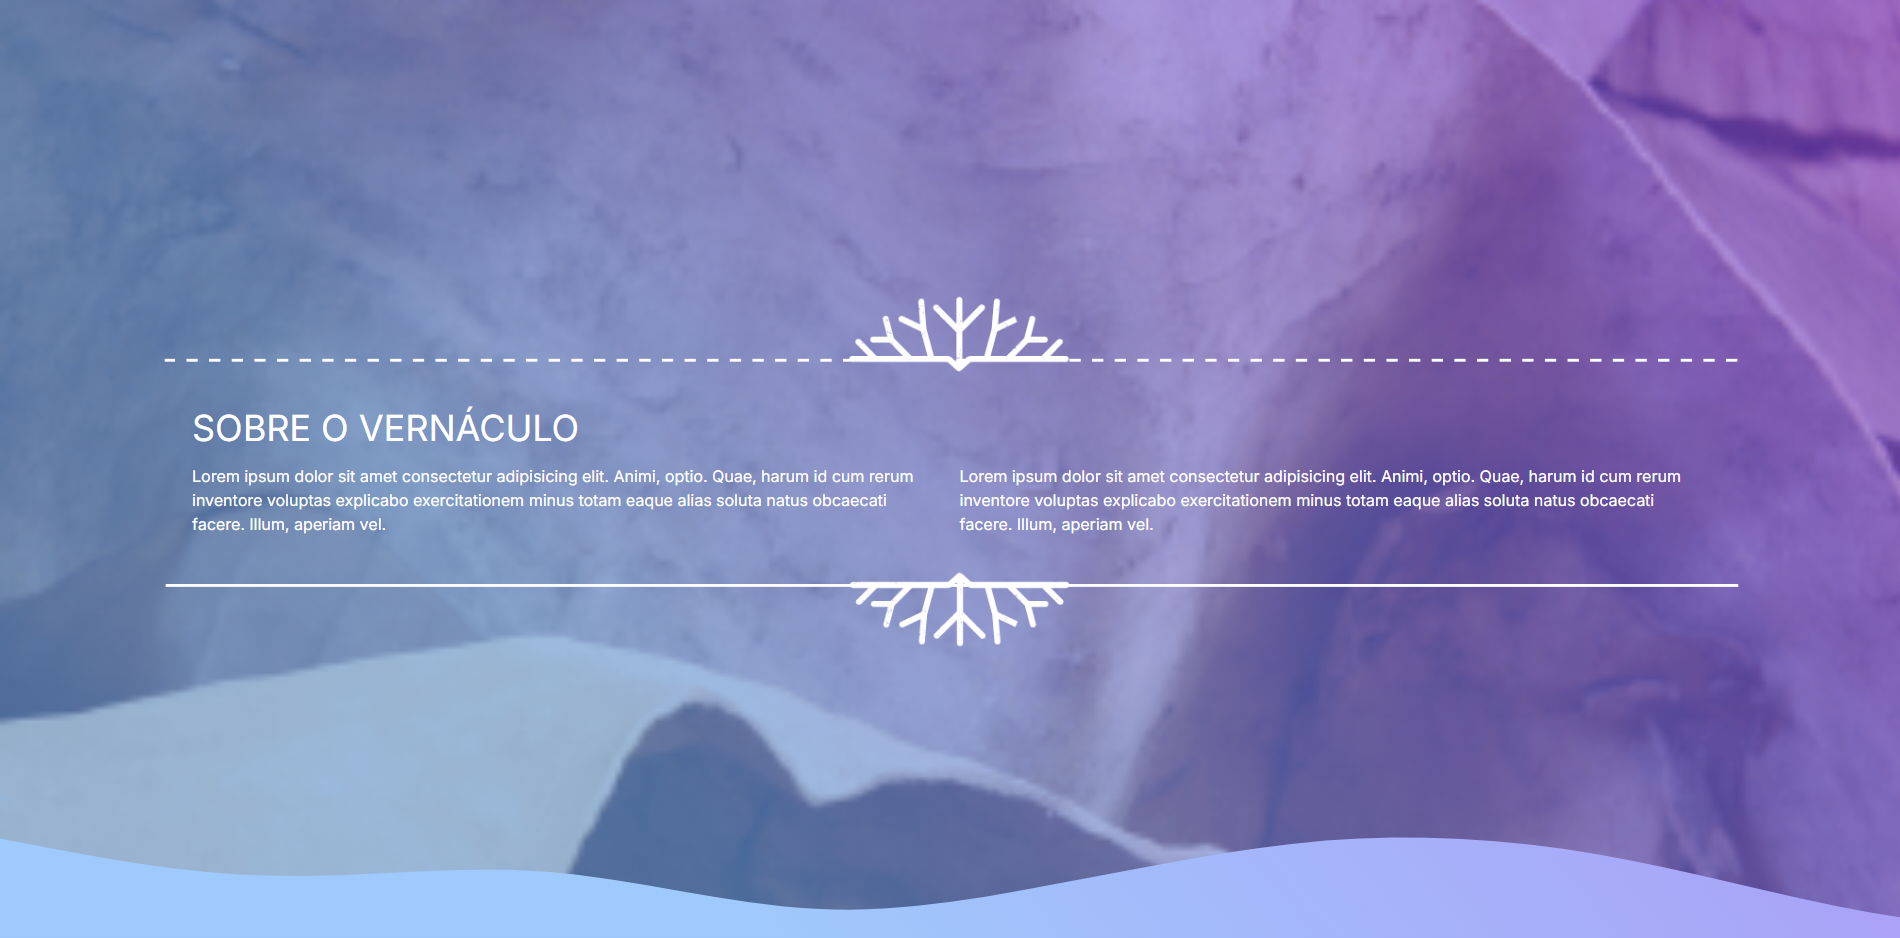 SOBRE O VERNÁCULO
Lorem ipsum dolor sit amet consectetur adipisicing elit. Animi, optio. Quae, harum id cum rerum
inventore voluptas explicabo exercitationem minus totam eaque alias soluta natus obcaecati
facere. Illum, aperiam vel.
Lorem ipsum dolor sit amet consectetur adipisicing elit. Animi, optio. Quae, harum id cum rerum
inventore voluptas explicabo exercitationem minus totam eaque alias soluta natus obcaecati
facere. Illum, aperiam vel.